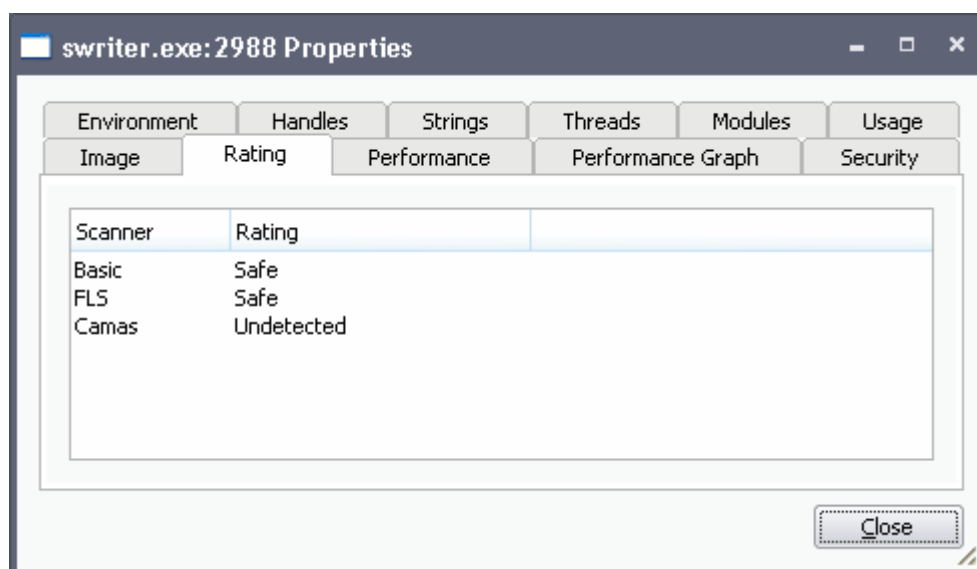 swriter.exe:2988 Properties
Environment Handles Strings Threads Modules Usage
Image Rating Performance Performance Graph Security
Scanner Rating
Basic Safe
FLS Safe
Camas Undetected
Close